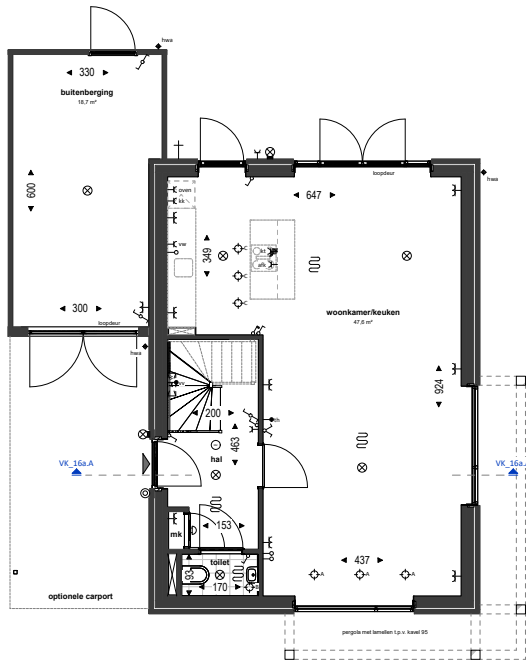 hwa
330
buitenberging
18,7 m²
600
300
loopdeur
hwa
loopdeur
hwa
oven
kk
647
vw
349
C
C
C
kt
afk
woonkamer/keuken
47,6 m²
924
200
463
hal
VK_16a.A
VK_16a.
153
mk
toilet
93
170
437
A
A
A
optionele carport
pergola met lamellen t.p.v. kavel 95